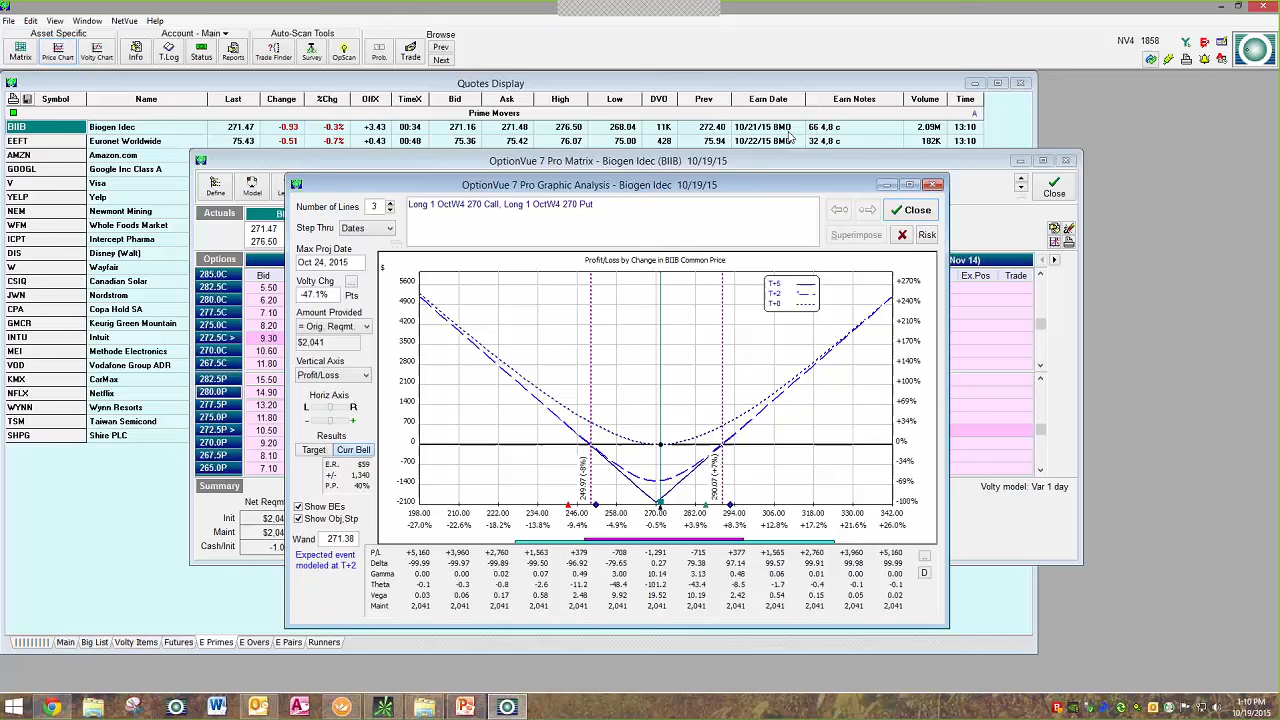 File Edit View Window NetVue Help
Asset Specific Account - Main Auto-Scan Tools Browse
Matrix Price Chart Volty Chart Info T.Log Status Reports Trade Finder Survey OpScan Prob. Trade Prev Next
NV4 1858
Quotes Display
Symbol Name Last Change %Chg OffX TimeX Bid Ask High Low DVO Prev Earn Date Earn Notes Volume Time
Prime Movers A
BIIB Biogen Idec 271.47 -0.93 -0.3% +3.43 00:34 271.16 271.48 276.50 268.04 11K 272.40 10/21/15 BMO 66 4,8 c 2.09M 13:10
EEFT Euronet Worldwide 75.43 -0.51 -0.7% +0.43 00:00 75.36 75.42 76.07 75.00 428 75.94 10/22/15 BMO 66 4,8 c 182K 13:10
AMZN Amazon.com
GOOGL Google Inc Class A
V Visa
YELP Yelp
NEM Newmont Mining
WFM Whole Foods Market
ICPT Intercept Pharma
DIS Disney (Walt)
W Wayfair
CSIQ Canadian Solar
JWN Nordstrom
CPA Copa Hold SA
GMCR Keurig Green Mountain
INTU Intuit
MEI Methode Electronics
VOD Vodafone Group ADR
KMX CarMax
NFLX Netflix
WYNN Wynn Resorts
TSM Taiwan Semicond
SHPG Shire PLC
OptionVue 7 Pro Matrix - Biogen Idec (BIIB) 10/19/15
Define Model Close
Actuals
271.47
276.50
Options Nov 14)
285.0C Bid Ex.Pos Trade
282.5C 5.50
280.0C 6.20
277.5C 7.10
275.0C 8.20
272.5C > 9.30
270.0C 10.60
267.5C 11.80
282.5P 15.50
280.0P 14.90
277.5P 13.20
275.0P 11.80
272.5P > 10.50
270.0P 9.20
267.5P 8.10
265.0P 7.10
Summary Volty model: Var 1 day
Net Reqmt
Init $2,04
Maint $2,04
Cash/Init -1.0
OptionVue 7 Pro Graphic Analysis - Biogen Idec 10/19/15
Number of Lines 3
Long 1 OctW4 270 Call, Long 1 OctW4 270 Put
Close
Step Thru Dates
Superimpose Risk
Max Proj Date
Oct 24, 2015
Volty Chg ...
-47.1% Pts
Amount Provided
= Orig. Reqmt.
$2,041
Vertical Axis
Profit/Loss
Horiz Axis
L R
- +
Results
Target Curr Bell
E.R. $59
+/- 1,340
P.P. 40%
Show BEs
Show Obj,Stp
Wand 271.38
Expected event
modeled at T+2
$ Profit/Loss by Change in BIIB Common Price
T+5
T+2
T+0
5600 +270%
4900 +240%
4200 +210%
3500 +170%
2800 +140%
2100 +100%
1400 +69%
700 +34%
0 0%
-700 -34%
-1400 -69%
-2100 -100%
249.97 (-8%) 290.07 (+7%)
198.00 210.00 222.00 234.00 246.00 258.00 270.00 282.00 294.00 306.00 318.00 330.00 342.00
-27.0% -22.6% -18.2% -13.8% -9.4% -4.9% -0.5% +3.9% +8.3% +12.8% +17.2% +21.6% +26.0%
P/L +5,160 +3,960 +2,760 +1,563 +379 -708 -1,291 -715 +377 +1,565 +2,760 +3,960 +5,160
Delta -99.99 -99.97 -99.89 -99.50 -96.92 -79.65 0.27 79.38 97.14 99.57 99.91 99.98 99.99
Gamma 0.00 0.00 0.02 0.07 0.49 3.00 10.14 3.13 0.48 0.06 0.01 0.00 0.00
Theta -0.1 -0.3 -0.8 -2.6 -11.2 -48.4 -101.2 -43.4 -8.5 -1.7 -0.4 -0.1 -0.1
Vega 0.03 0.06 0.17 0.58 2.48 9.92 19.52 10.19 2.42 0.54 0.15 0.05 0.02
Maint 2,041 2,041 2,041 2,041 2,041 2,041 2,041 2,041 2,041 2,041 2,041 2,041 2,041
D
Main Big List Volty Items Futures E Primes E Overs E Pairs Runners
1:10 PM
10/19/2015